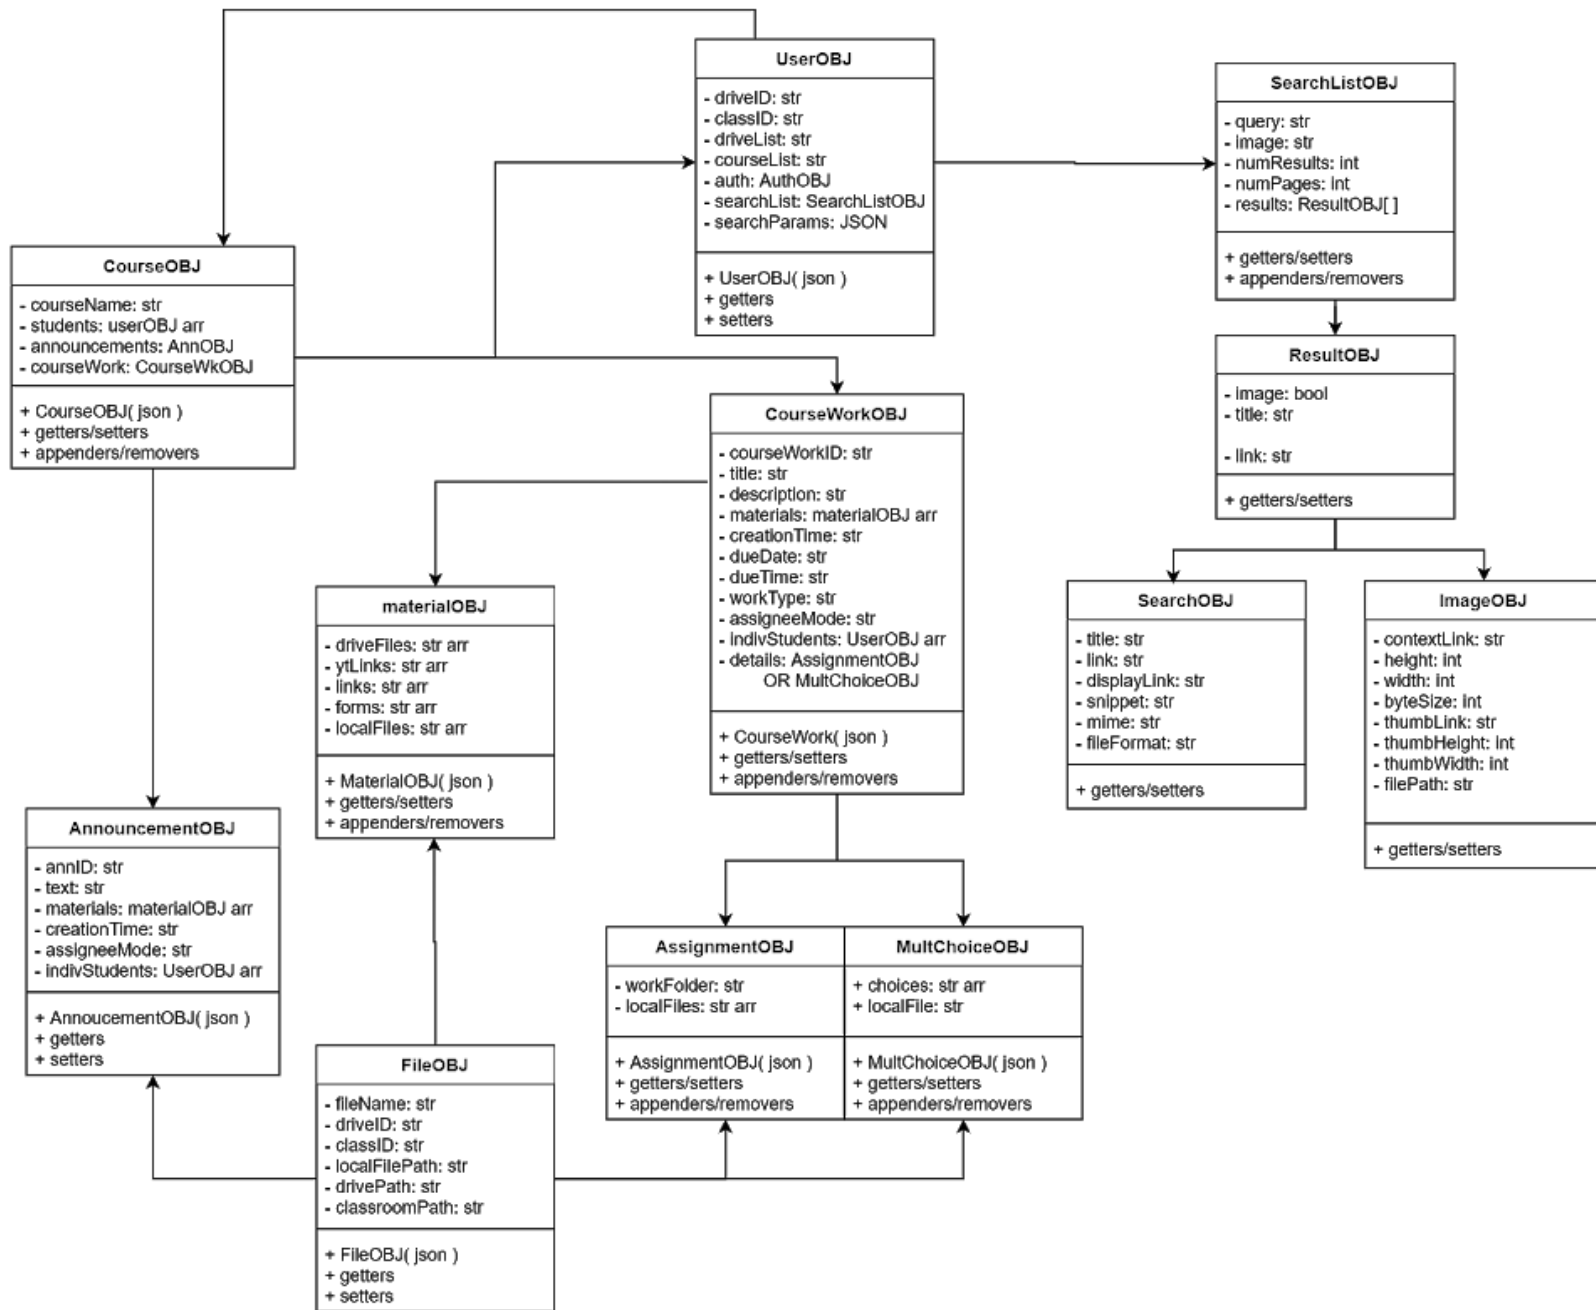 UserOBJ
- driveID: str
- classID: str
- driveList: str
- courseList: str
- auth: AuthOBJ
- searchList: SearchListOBJ
- searchParams: JSON
+ UserOBJ( json )
+ getters
+ setters
SearchListOBJ
- query: str
- image: str
- numResults: int
- numPages: int
- results: ResultOBJ[ ]
+ getters/setters
+ appenders/removers
CourseOBJ
- courseName: str
- students: userOBJ arr
- announcements: AnnOBJ
- courseWork: CourseWkOBJ
+ CourseOBJ( json )
+ getters/setters
+ appenders/removers
ResultOBJ
- image: bool
- title: str
- link: str
+ getters/setters
CourseWorkOBJ
- courseWorkID: str
- title: str
- description: str
- materials: materialOBJ arr
- creationTime: str
- dueDate: str
- dueTime: str
- workType: str
- assigneeMode: str
- indivStudents: UserOBJ arr
- details: AssignmentOBJ
OR MultChoiceOBJ
+ CourseWork( json )
+ getters/setters
+ appenders/removers
materialOBJ
- driveFiles: str arr
- ytLinks: str arr
- links: str arr
- forms: str arr
- localFiles: str arr
+ MaterialOBJ( json )
+ getters/setters
+ appenders/removers
SearchOBJ
- title: str
- link: str
- displayLink: str
- snippet: str
- mime: str
- fileFormat: str
+ getters/setters
ImageOBJ
- contextLink: str
- height: int
- width: int
- byteSize: int
- thumbLink: str
- thumbHeight: int
- thumbWidth: int
- filePath: str
+ getters/setters
AnnouncementOBJ
- annID: str
- text: str
- materials: materialOBJ arr
- creationTime: str
- assigneeMode: str
- indivStudents: UserOBJ arr
+ AnnoucementOBJ( json )
+ getters
+ setters
AssignmentOBJ
- workFolder: str
- localFiles: str arr
+ AssignmentOBJ( json )
+ getters/setters
+ appenders/removers
MultChoiceOBJ
+ choices: str arr
+ localFile: str
+ MultChoiceOBJ( json )
+ getters/setters
+ appenders/removers
FileOBJ
- fileName: str
- driveID: str
- classID: str
- localFilePath: str
- drivePath: str
- classroomPath: str
+ FileOBJ( json )
+ getters
+ setters